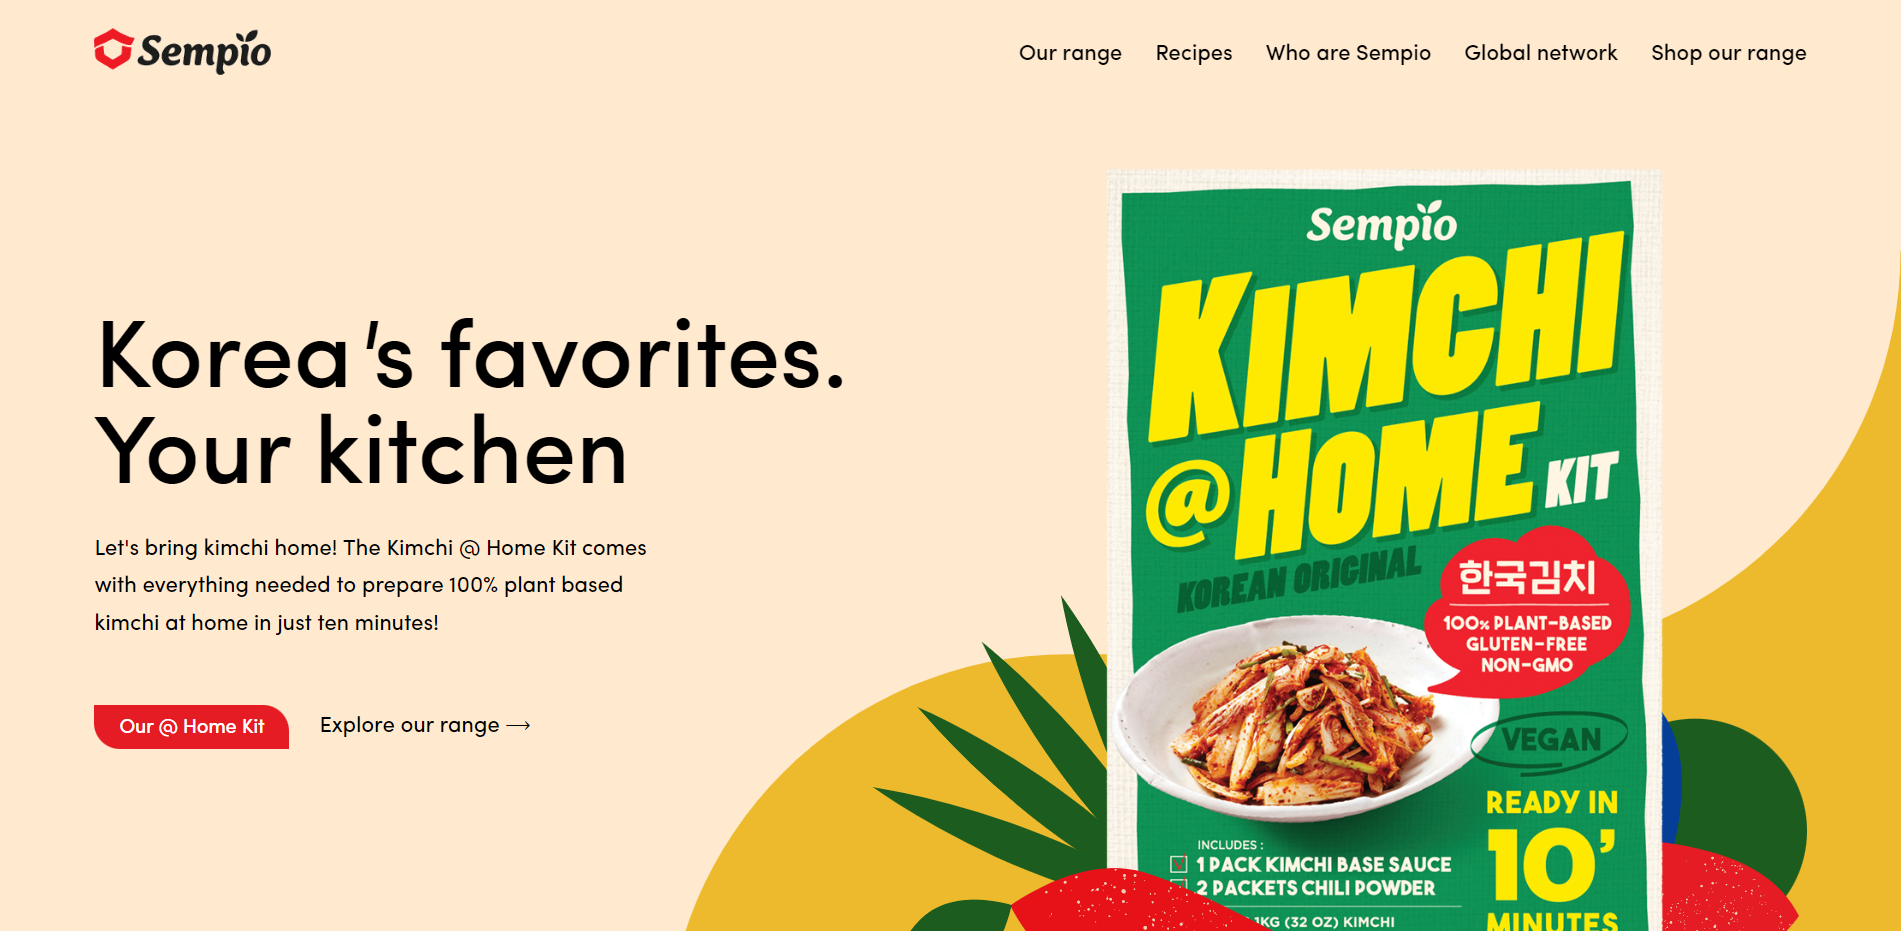 Sempio
Our range
Recipes
Who are Sempio
Global network
Shop our range
Korea's favorites.
Your kitchen
Let's bring kimchi home! The Kimchi @ Home Kit comes
with everything needed to prepare 100% plant based
kimchi at home in just ten minutes!
Our @ Home Kit
Explore our range →
Sempio
KIMCHI
@HOME KIT
KOREAN ORIGINAL
한국김치
100% PLANT-BASED
GLUTEN-FREE
NON-GMO
VEGAN
READY IN
10'
MINUTES
INCLUDES :
1 PACK KIMCHI BASE SAUCE
2 PACKETS CHILI POWDER
1KG (32 OZ) KIMCHI